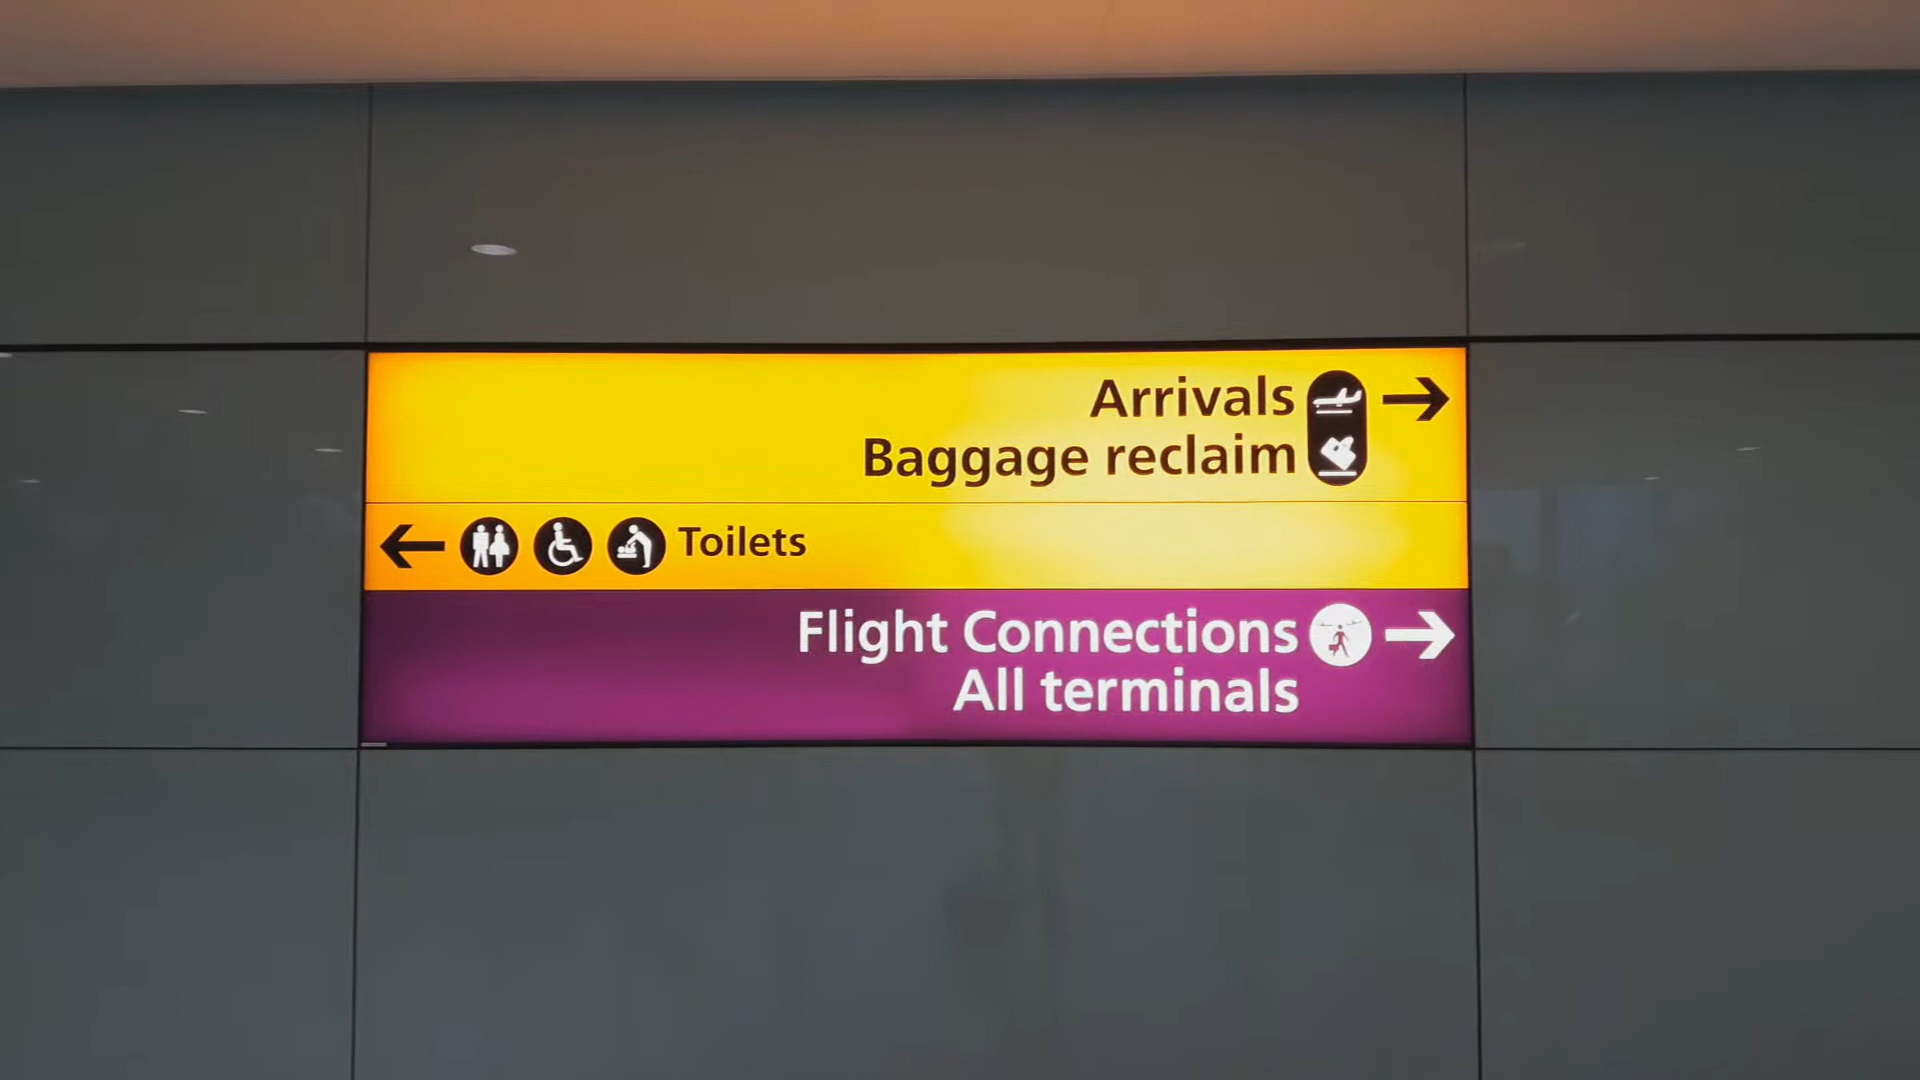 Arrivals
Baggage reclaim
Toilets
Flight Connections
All terminals